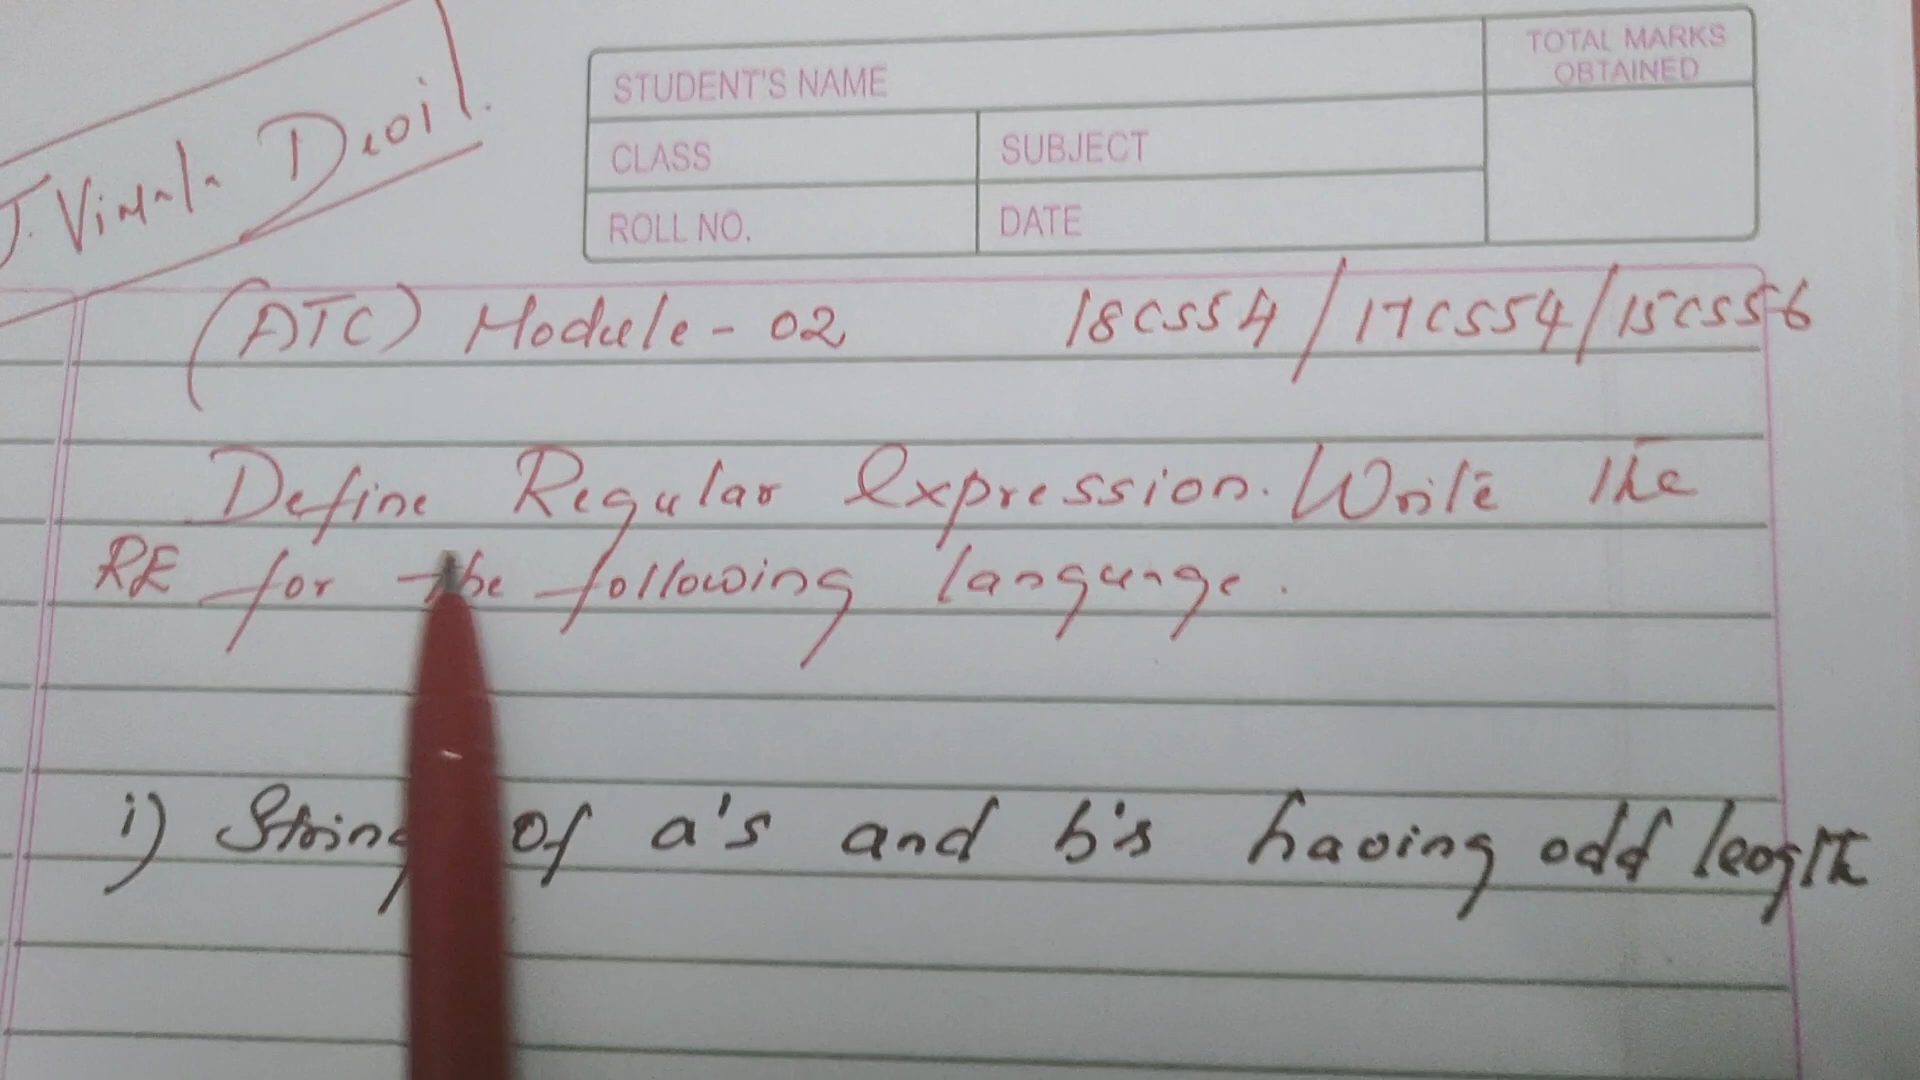 J. Vimala Devi.
STUDENT'S NAME
TOTAL MARKS OBTAINED
CLASS
SUBJECT
ROLL NO.
DATE
(ATC) Module - 02 18CS54/17CS54/15CS56
Define Regular Expression. Write the
RE for the following language.
i) String of a's and b's having odd length